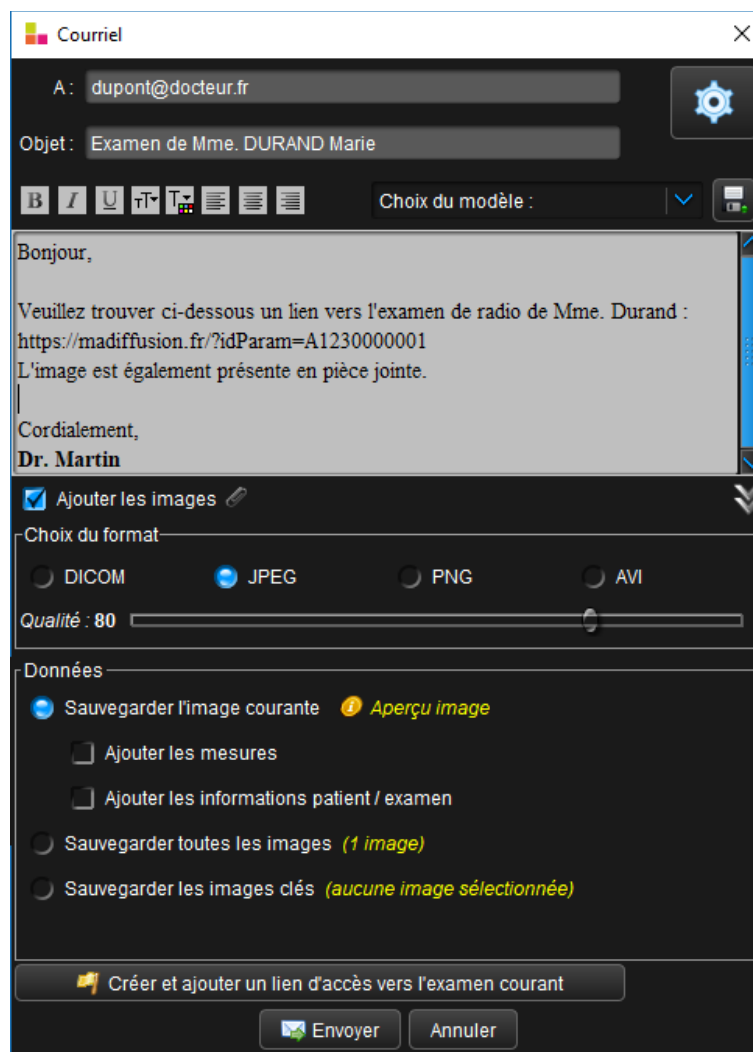 Courriel
A : dupont@docteur.fr
Objet : Examen de Mme. DURAND Marie
B I U TT T Choix du modèle :
Bonjour,
Veuillez trouver ci-dessous un lien vers l'examen de radio de Mme. Durand :
https://madiffusion.fr/?idParam=A1230000001
L'image est également présente en pièce jointe.
Cordialement,
Dr. Martin
Ajouter les images
Choix du format
DICOM JPEG PNG AVI
Qualité : 80
Données
Sauvegarder l'image courante Aperçu image
Ajouter les mesures
Ajouter les informations patient / examen
Sauvegarder toutes les images (1 image)
Sauvegarder les images clés (aucune image sélectionnée)
Créer et ajouter un lien d'accès vers l'examen courant
Envoyer Annuler